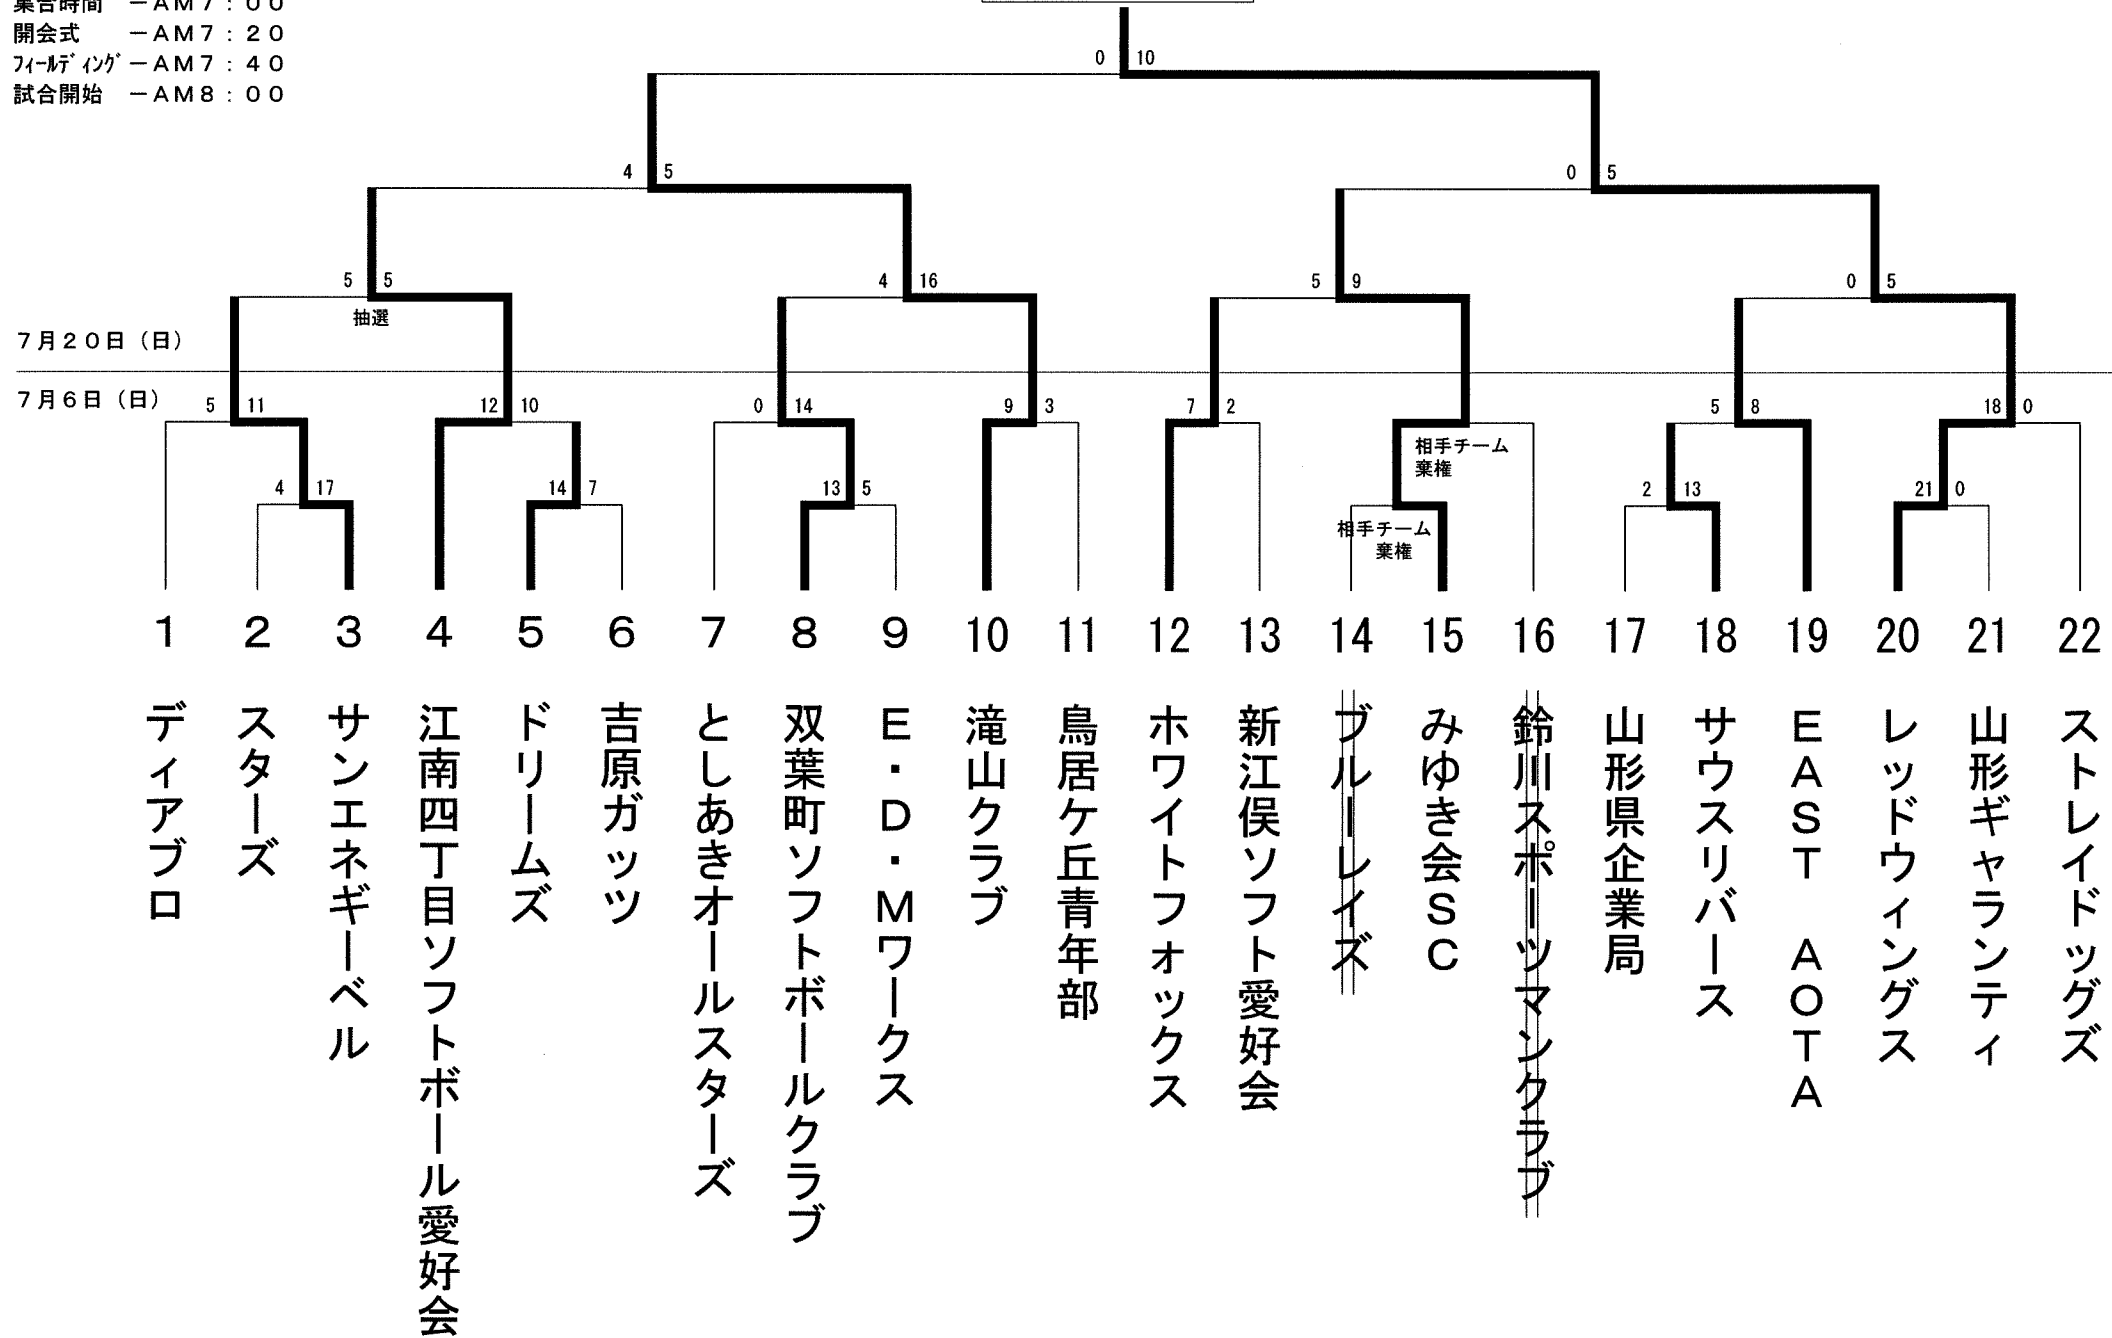 集合時間 －ＡＭ７：００
開会式 －ＡＭ７：２０
ﾌｨｰﾙﾃﾞｨﾝｸﾞ －ＡＭ７：４０
試合開始 －ＡＭ８：００
0 10
4 5
0 5
5 5
抽選
4 16
5 9
0 5
７月２０日（日）
７月６日（日）
5 11
12 10
0 14
9 3
7 2
相手チーム
棄権
5 8
18 0
4 17
14 7
13 5
相手チーム
棄権
2 13
21 0
1 2 3 4 5 6 7 8 9 10 11 12 13 14 15 16 17 18 19 20 21 22
ディアブロ
スターズ
サンエネギーベル
江南四丁目ソフトボール愛好会
ドリームズ
吉原ガッツ
としあきオールスターズ
双葉町ソフトボールクラブ
Ｅ・Ｄ・Ｍワークス
滝山クラブ
鳥居ケ丘青年部
ホワイトフォックス
新江俣ソフト愛好会
ブルーレイズ
みゆき会ＳＣ
鈴川スポーツマンクラブ
山形県企業局
サウスリバース
ＥＡＳＴ ＡＯＴＡ
レッドウィングス
山形ギャランティ
ストレイドッグズ